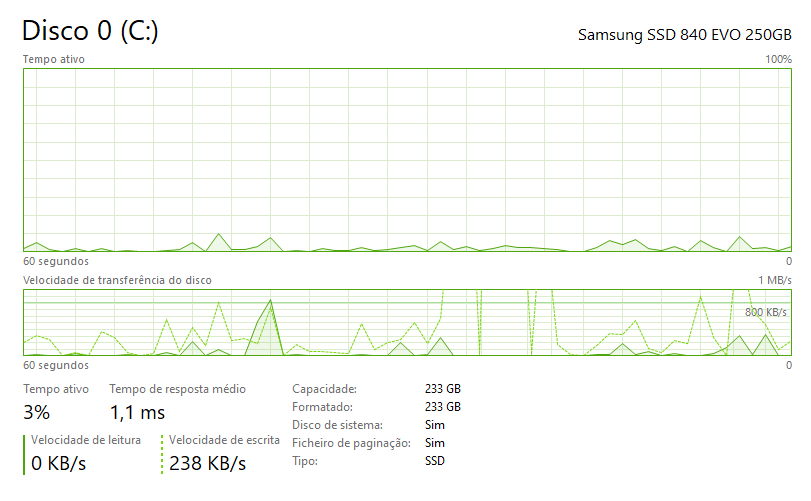 Disco 0 (C:)
Samsung SSD 840 EVO 250GB
Tempo ativo
100%
60 segundos
0
Velocidade de transferência do disco
1 MB/s
800 KB/s
60 segundos
0
Tempo ativo
3%
Tempo de resposta médio
1,1 ms
Velocidade de leitura
0 KB/s
Velocidade de escrita
238 KB/s
Capacidade: 233 GB
Formatado: 233 GB
Disco de sistema: Sim
Ficheiro de paginação: Sim
Tipo: SSD